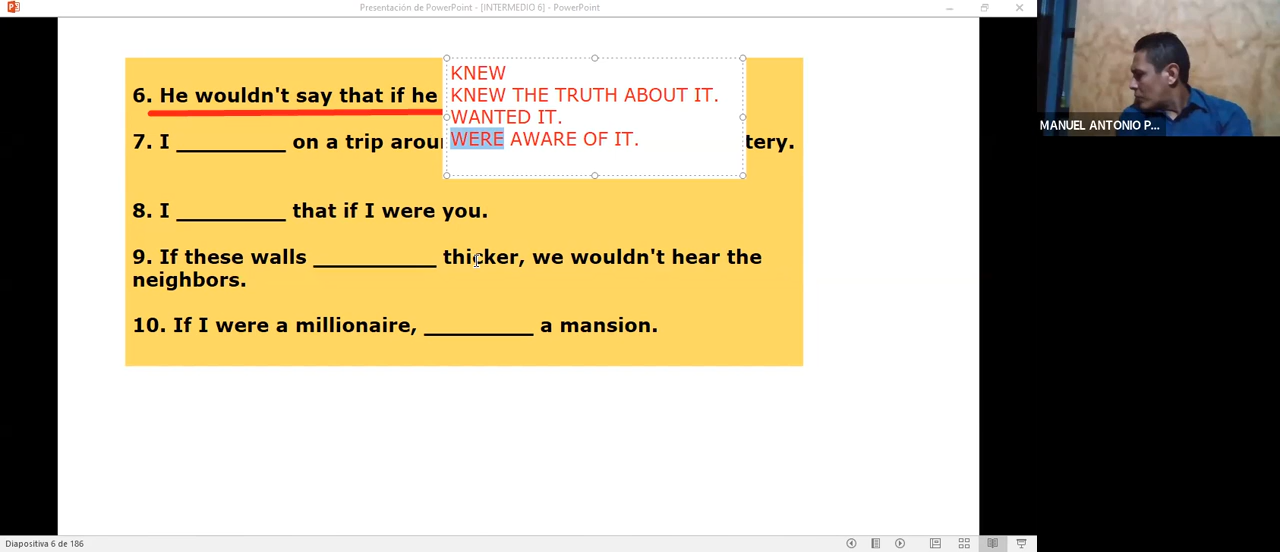 Presentación de PowerPoint - [INTERMEDIO 6] - PowerPoint
MANUEL ANTONIO P...
6. He wouldn't say that if he
KNEW
KNEW THE TRUTH ABOUT IT.
WANTED IT.
WERE AWARE OF IT.
7. I _________ on a trip arou tery.
8. I _________ that if I were you.
9. If these walls __________ thicker, we wouldn't hear the
neighbors.
10. If I were a millionaire, _________ a mansion.
Diapositiva 6 de 186